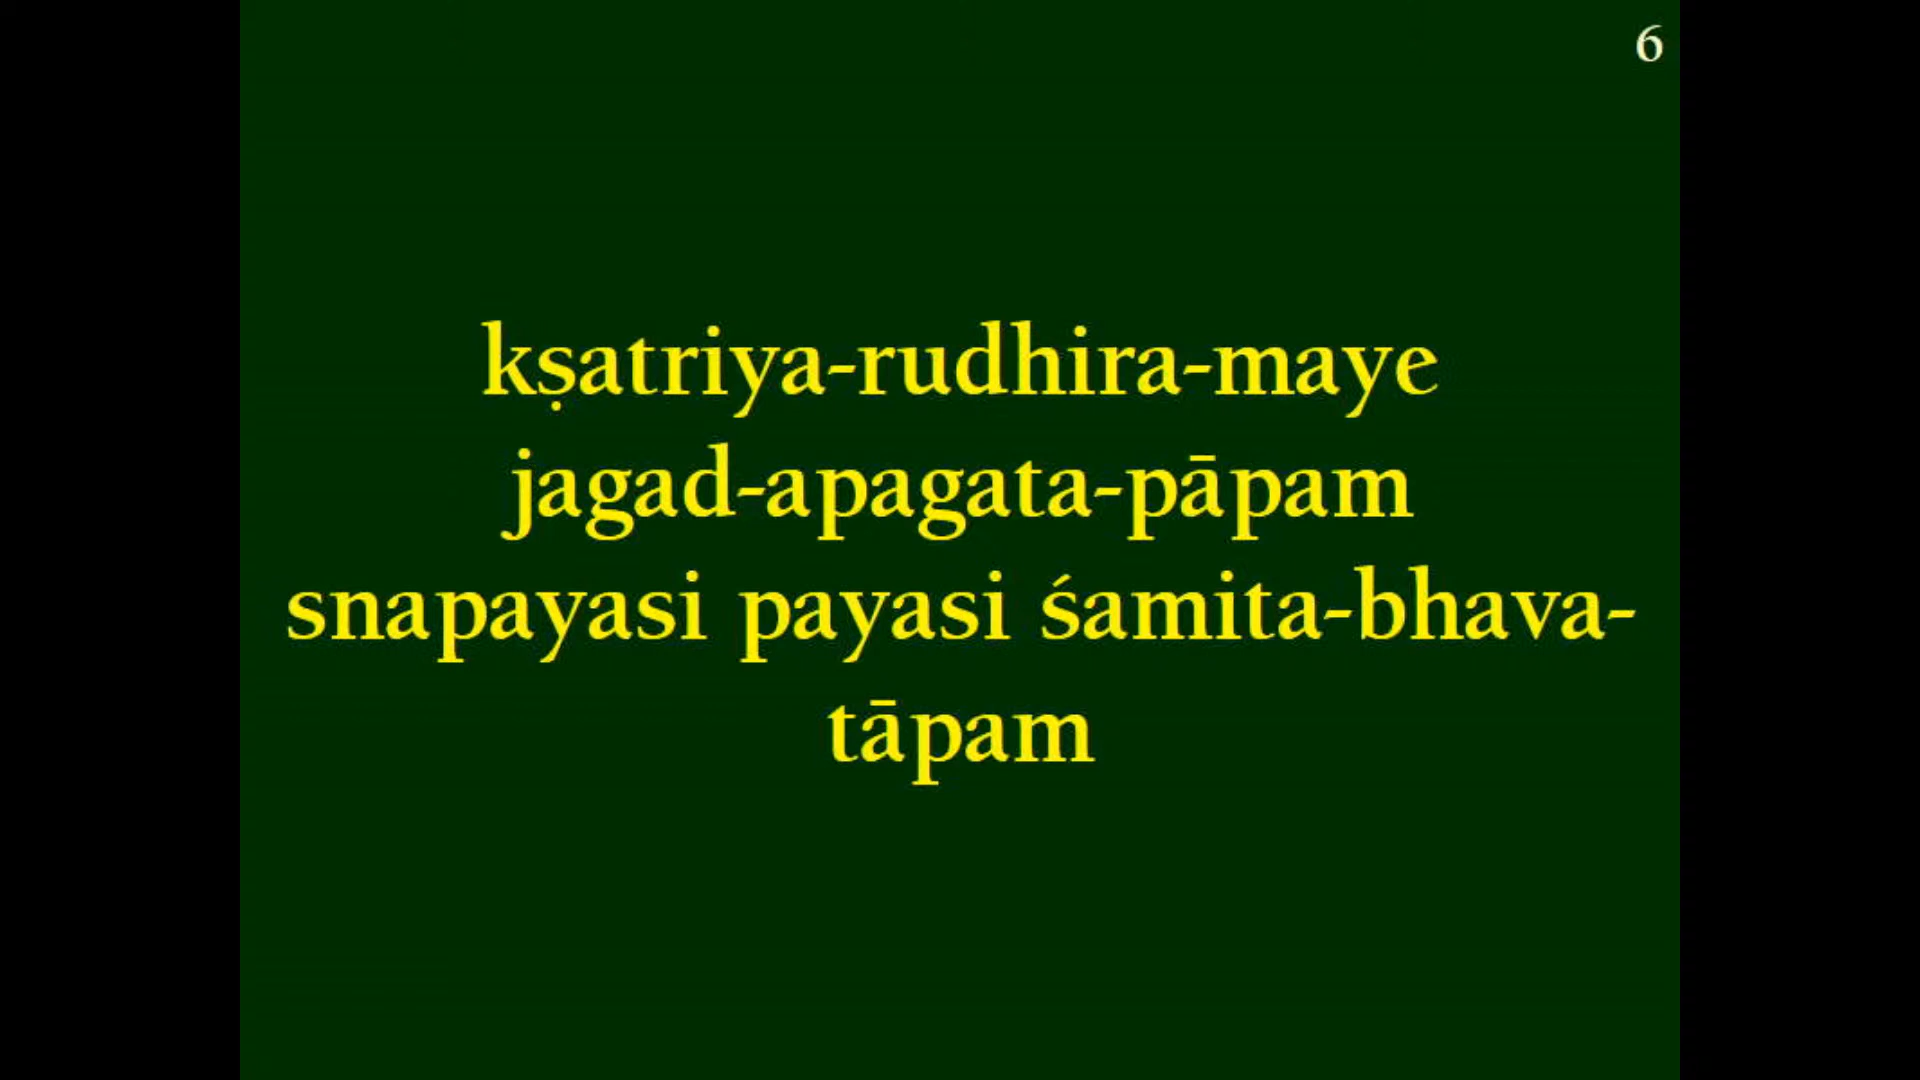 6
kṣatriya-rudhira-maye
jagad-apagata-pāpam
snapayasi payasi śamita-bhava-
tāpam